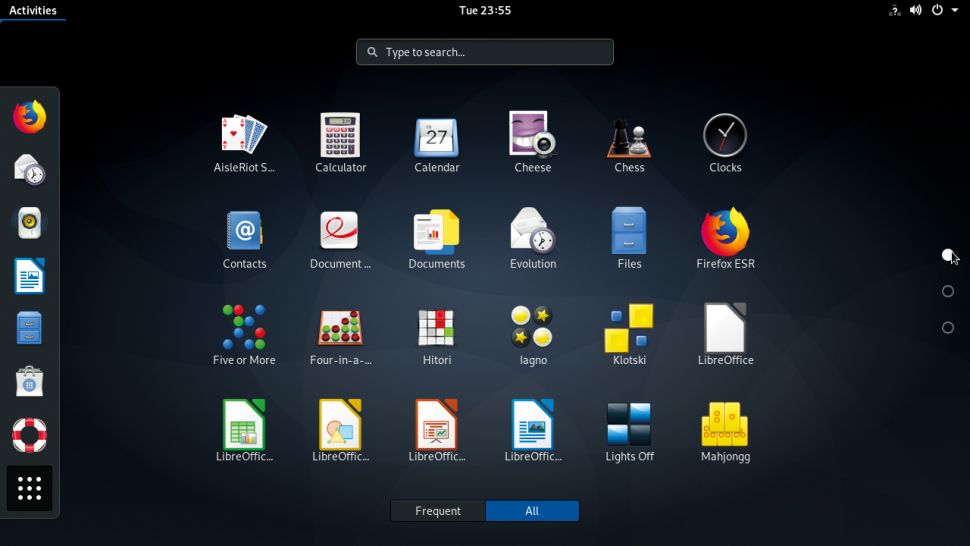 Activities Tue 23:55
Type to search...
AisleRiot S... Calculator Calendar Cheese Chess Clocks
27
Contacts Document ... Documents Evolution Files Firefox ESR
@
Five or More Four-in-a-... Hitori Iagno Klotski LibreOffice
LibreOffic... LibreOffic... LibreOffic... LibreOffic... Lights Off Mahjongg
Frequent All